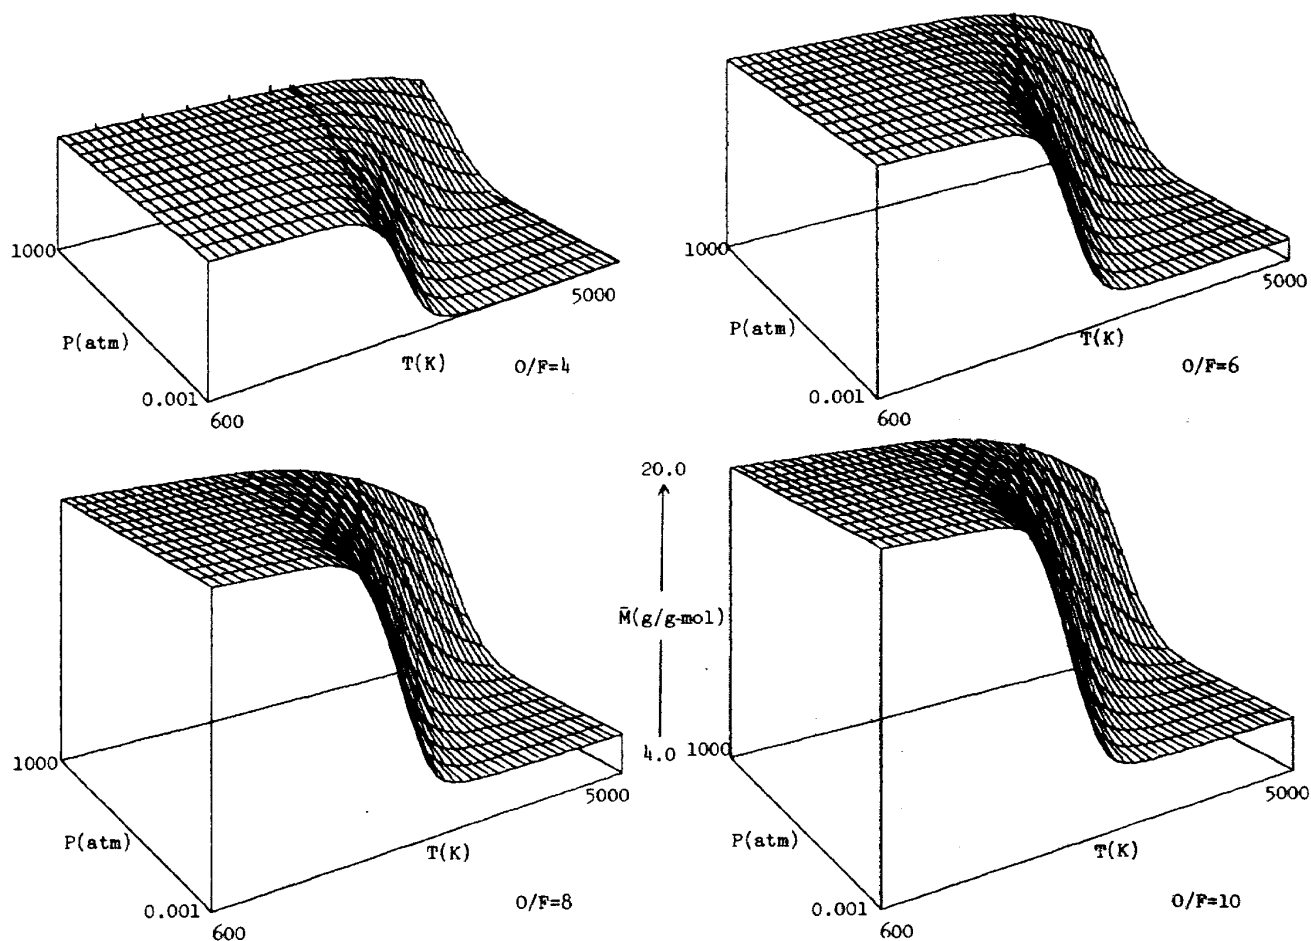 1000
P(atm)
0.001
600
T(K)
5000
O/F=4
1000
P(atm)
0.001
600
T(K)
5000
O/F=6
1000
P(atm)
0.001
600
T(K)
5000
O/F=8
20.0
M̄(g/g-mol)
4.0
1000
P(atm)
0.001
600
T(K)
5000
O/F=10